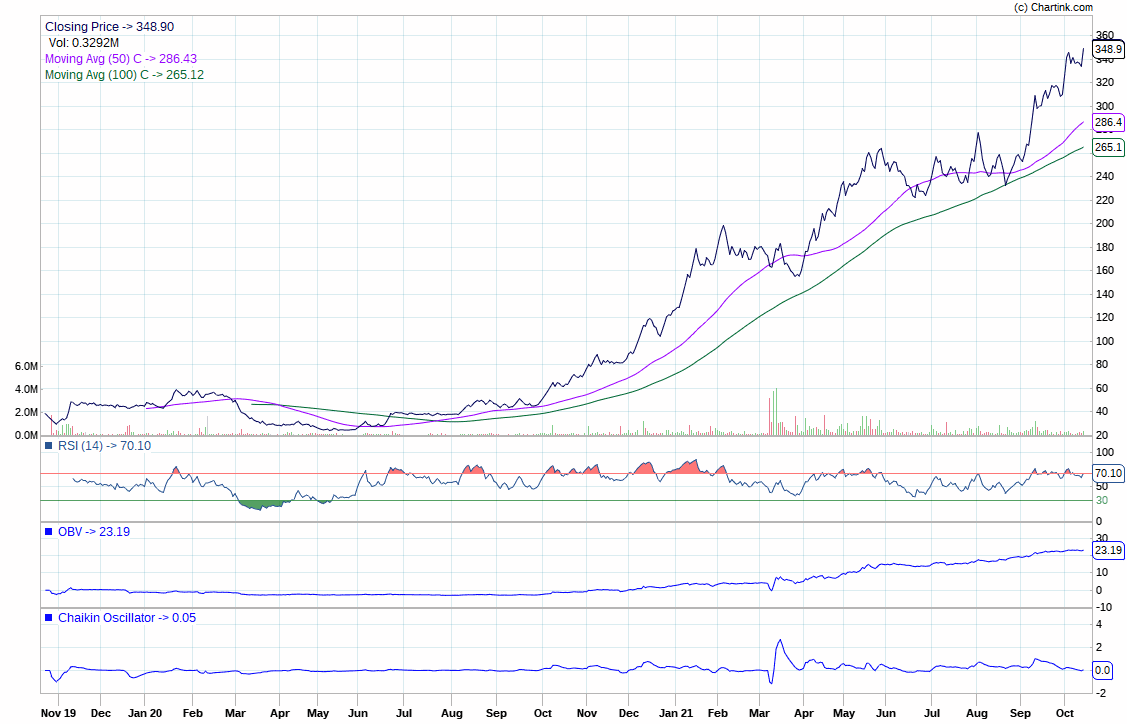 (c) Chartink.com
Closing Price -> 348.90
Vol: 0.3292M
Moving Avg (50) C -> 286.43
Moving Avg (100) C -> 265.12
360
348.9
340
320
300
286.4
265.1
240
220
200
180
160
140
120
100
80
60
40
20
6.0M
4.0M
2.0M
0.0M
RSI (14) -> 70.10
100
70.10
50
30
0
OBV -> 23.19
30
23.19
10
0
-10
Chaikin Oscillator -> 0.05
4
2
0.0
-2
Nov 19 Dec Jan 20 Feb Mar Apr May Jun Jul Aug Sep Oct Nov Dec Jan 21 Feb Mar Apr May Jun Jul Aug Sep Oct